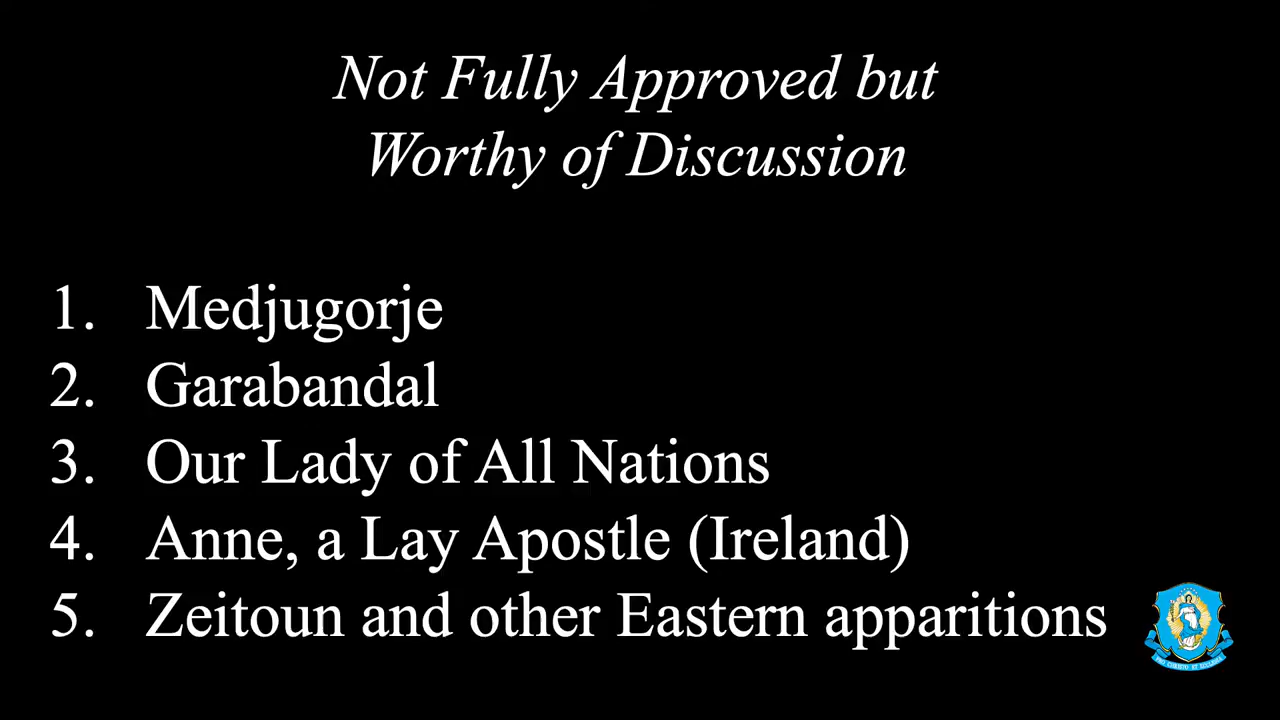 Not Fully Approved but
Worthy of Discussion
1. Medjugorje
2. Garabandal
3. Our Lady of All Nations
4. Anne, a Lay Apostle (Ireland)
5. Zeitoun and other Eastern apparitions